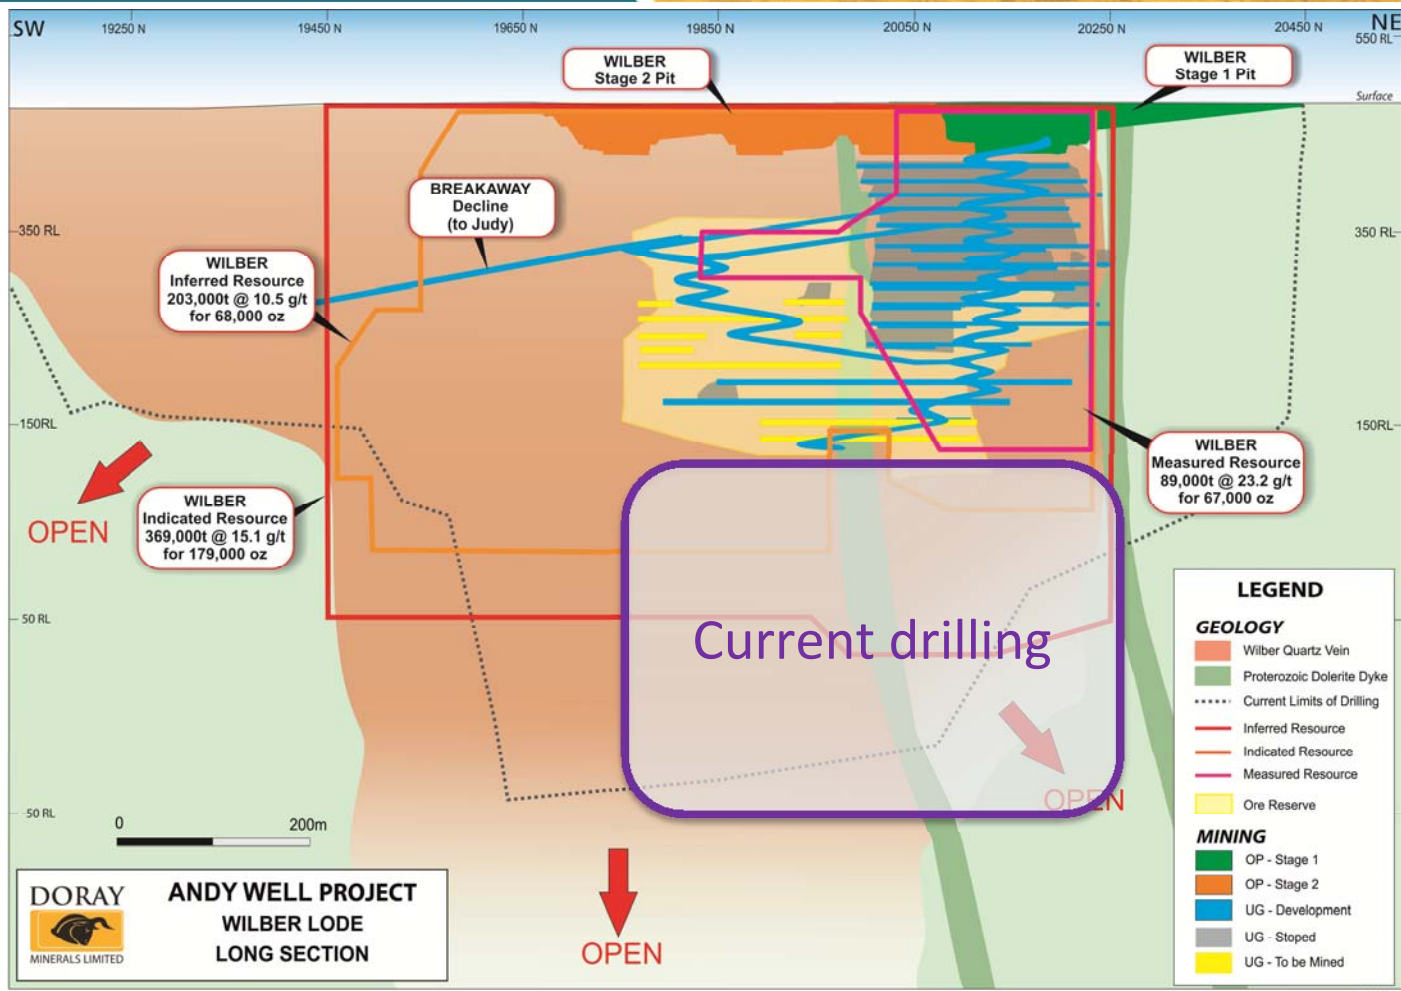 SW
19250 N
19450 N
19650 N
19850 N
20050 N
20250 N
20450 N
NE
550 RL
WILBER
Stage 2 Pit
WILBER
Stage 1 Pit
Surface
BREAKAWAY
Decline
(to Judy)
350 RL
350 RL
WILBER
Inferred Resource
203,000t @ 10.5 g/t
for 68,000 oz
150RL
150RL
WILBER
Measured Resource
89,000t @ 23.2 g/t
for 67,000 oz
WILBER
Indicated Resource
369,000t @ 15.1 g/t
for 179,000 oz
OPEN
50 RL
Current drilling
OPEN
-50 RL
0 200m
OPEN
DORAY
MINERALS LIMITED
ANDY WELL PROJECT
WILBER LODE
LONG SECTION
LEGEND
GEOLOGY
Wilber Quartz Vein
Proterozoic Dolerite Dyke
Current Limits of Drilling
Inferred Resource
Indicated Resource
Measured Resource
Ore Reserve
MINING
OP - Stage 1
OP - Stage 2
UG - Development
UG - Stoped
UG - To be Mined